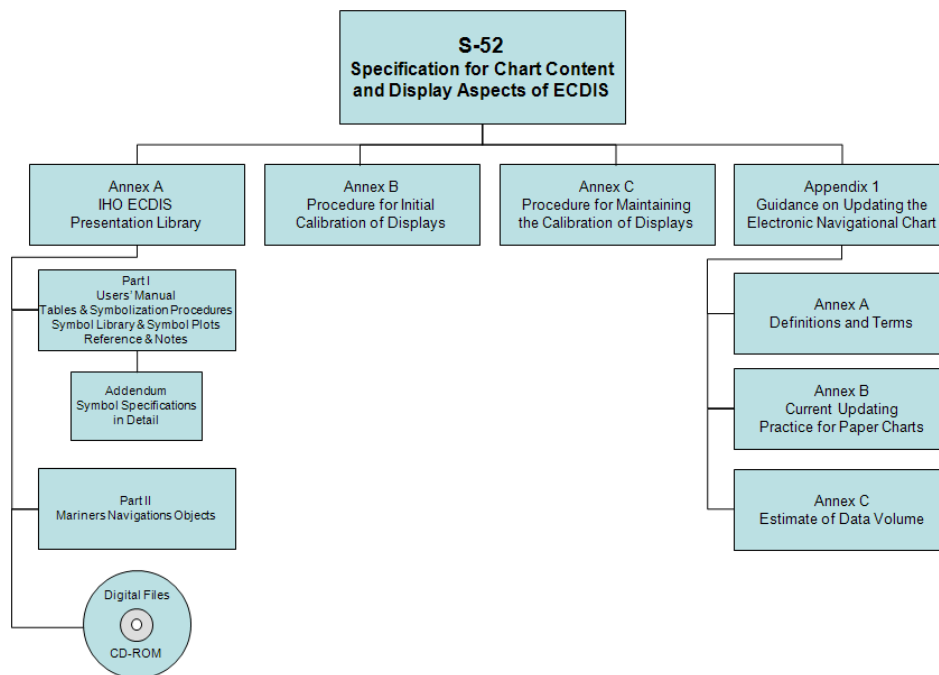 S-52
Specification for Chart Content
and Display Aspects of ECDIS
Annex A
IHO ECDIS
Presentation Library
Annex B
Procedure for Initial
Calibration of Displays
Annex C
Procedure for Maintaining
the Calibration of Displays
Appendix 1
Guidance on Updating the
Electronic Navigational Chart
Part I
Users' Manual
Tables & Symbolization Procedures
Symbol Library & Symbol Plots
Reference & Notes
Addendum
Symbol Specifications
in Detail
Part II
Mariners Navigations Objects
Digital Files
CD-ROM
Annex A
Definitions and Terms
Annex B
Current Updating
Practice for Paper Charts
Annex C
Estimate of Data Volume